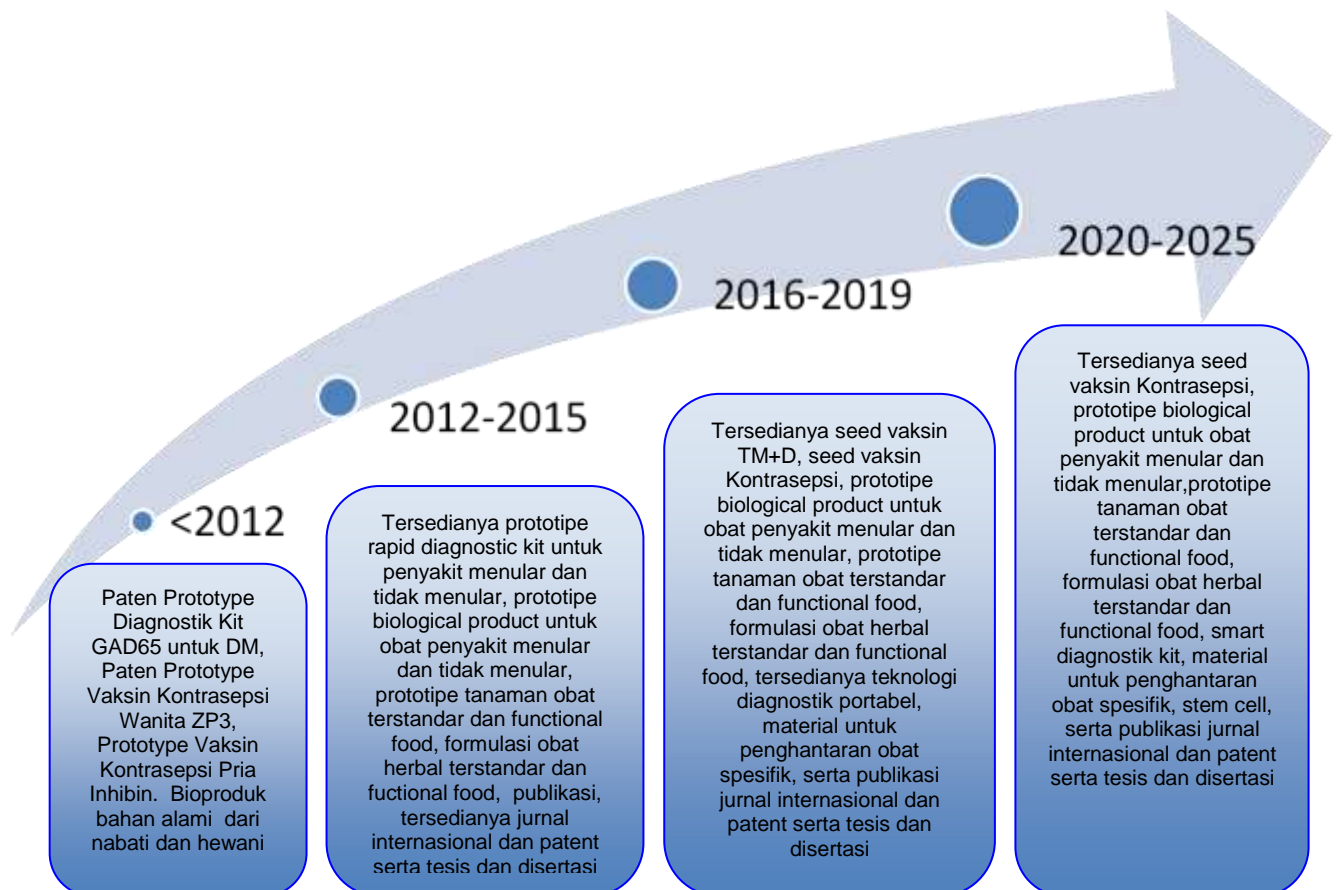 <2012
Paten Prototype
Diagnostik Kit
GAD65 untuk DM,
Paten Prototype
Vaksin Kontrasepsi
Wanita ZP3,
Prototype Vaksin
Kontrasepsi Pria
Inhibin. Bioproduk
bahan alami dari
nabati dan hewani
2012-2015
Tersedianya prototipe
rapid diagnostic kit untuk
penyakit menular dan
tidak menular, prototipe
biological product untuk
obat penyakit menular
dan tidak menular,
prototipe tanaman obat
terstandar dan functional
food, formulasi obat
herbal terstandar dan
fuctional food, publikasi,
tersedianya jurnal
internasional dan patent
serta tesis dan disertasi
2016-2019
Tersedianya seed vaksin
TM+D, seed vaksin
Kontrasepsi, prototipe
biological product untuk
obat penyakit menular dan
tidak menular, prototipe
tanaman obat terstandar
dan functional food,
formulasi obat herbal
terstandar dan functional
food, tersedianya teknologi
diagnostik portabel,
material untuk
penghantaran obat
spesifik, serta publikasi
jurnal internasional dan
patent serta tesis dan
disertasi
2020-2025
Tersedianya seed
vaksin Kontrasepsi,
prototipe biological
product untuk obat
penyakit menular dan
tidak menular,prototipe
tanaman obat
terstandar dan
functional food,
formulasi obat herbal
terstandar dan
functional food, smart
diagnostik kit, material
untuk penghantaran
obat spesifik, stem cell,
serta publikasi jurnal
internasional dan patent
serta tesis dan disertasi